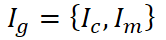 I_g = {I_c, I_m}